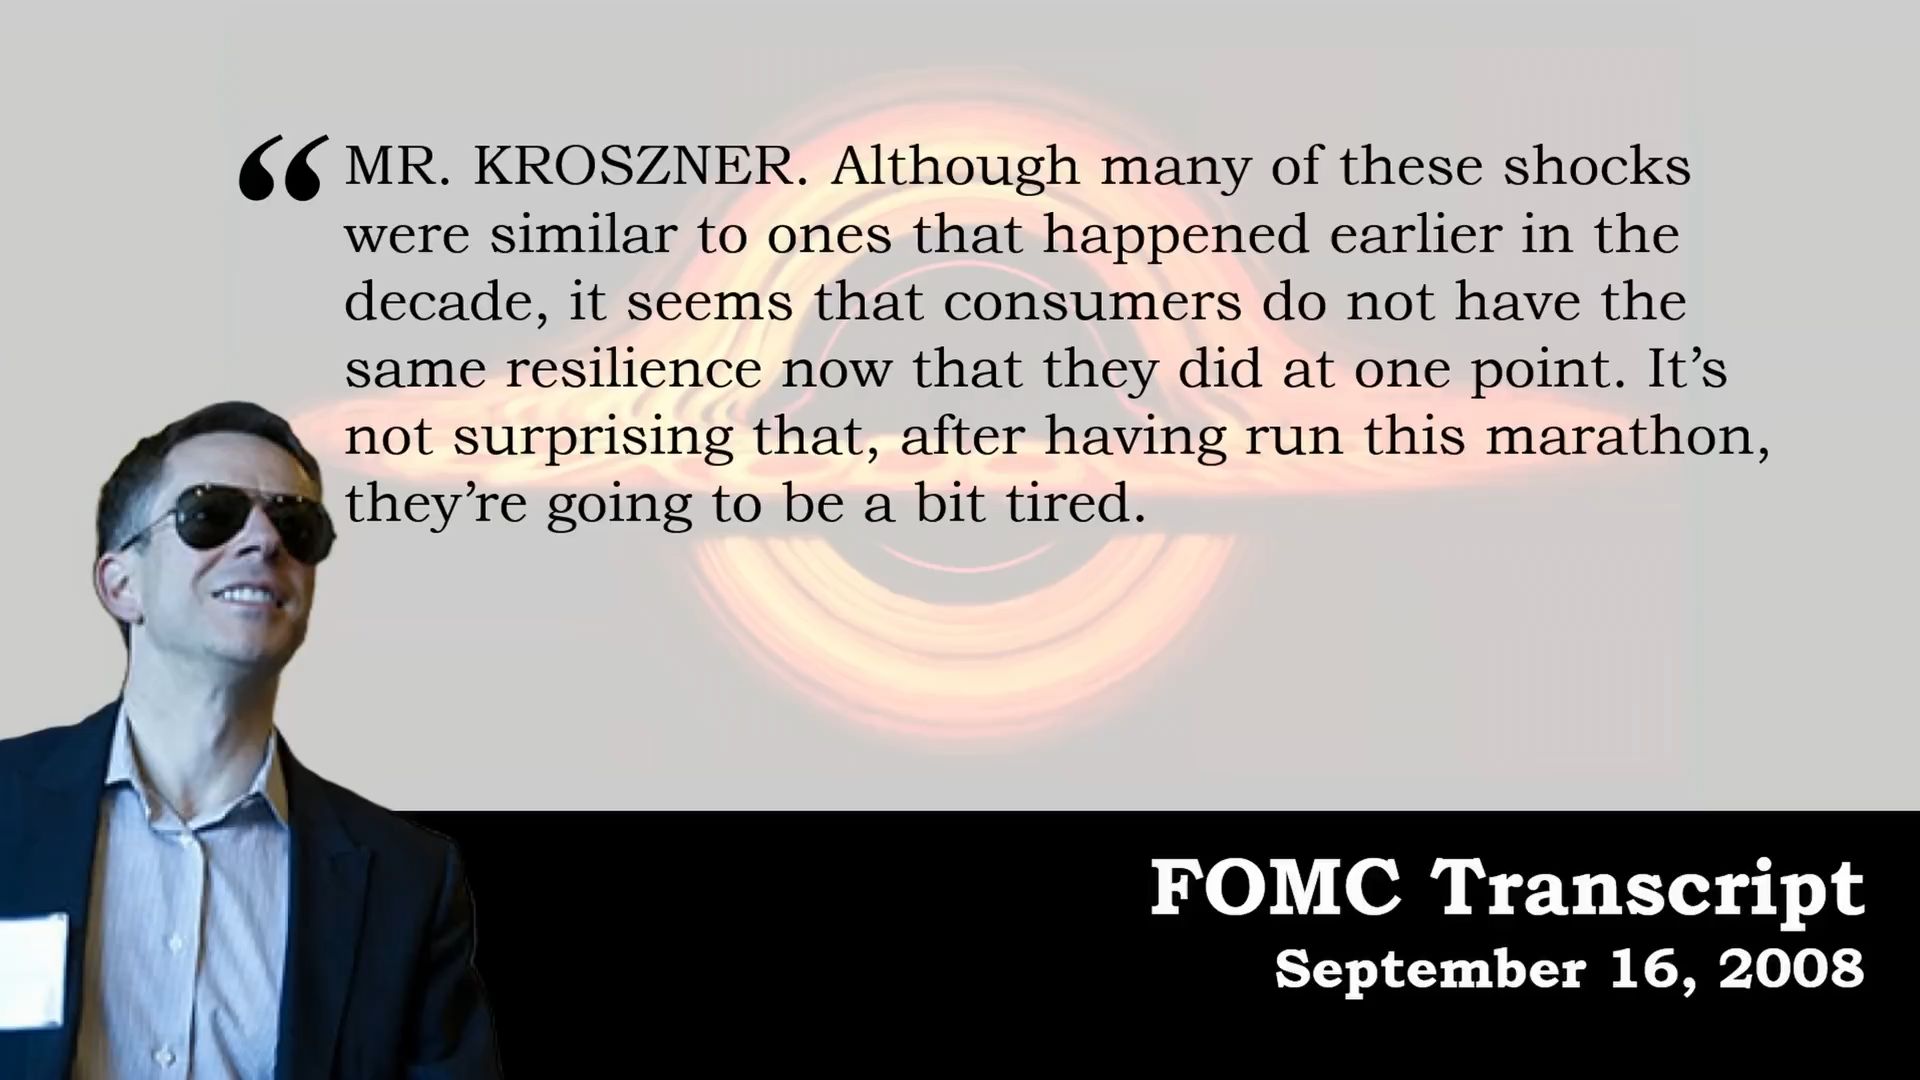 “MR. KROSZNER. Although many of these shocks
were similar to ones that happened earlier in the
decade, it seems that consumers do not have the
same resilience now that they did at one point. It’s
not surprising that, after having run this marathon,
they’re going to be a bit tired.
FOMC Transcript
September 16, 2008